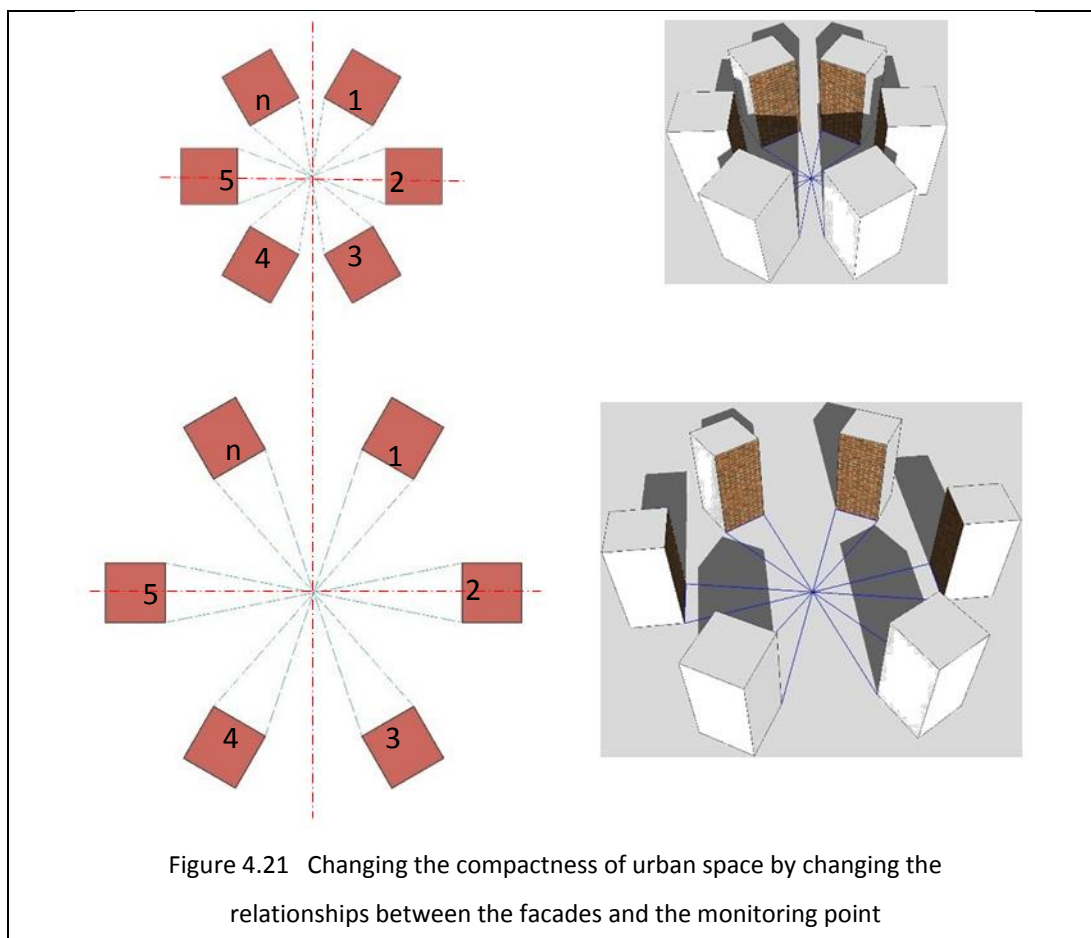 n 1
5 2
4 3
n 1
5 2
4 3
Figure 4.21 Changing the compactness of urban space by changing the
relationships between the facades and the monitoring point